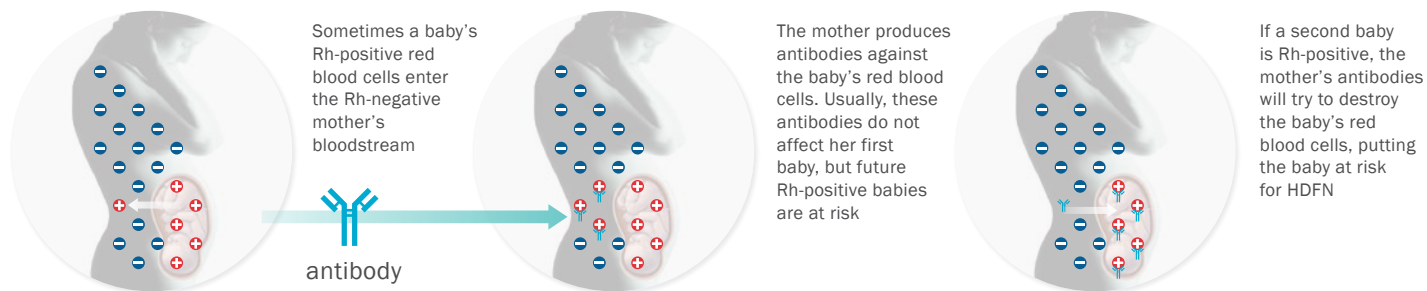 Sometimes a baby's
Rh-positive red
blood cells enter
the Rh-negative
mother's
bloodstream
antibody
The mother produces
antibodies against
the baby's red blood
cells. Usually, these
antibodies do not
affect her first
baby, but future
Rh-positive babies
are at risk
If a second baby
is Rh-positive, the
mother's antibodies
will try to destroy
the baby's red
blood cells, putting
the baby at risk
for HDFN